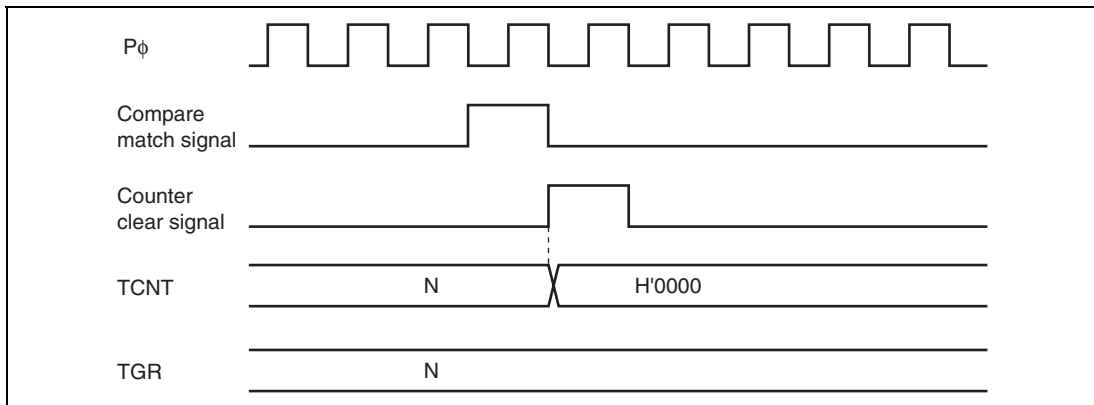 Pϕ
Compare
match signal
Counter
clear signal
TCNT
N
H'0000
TGR
N